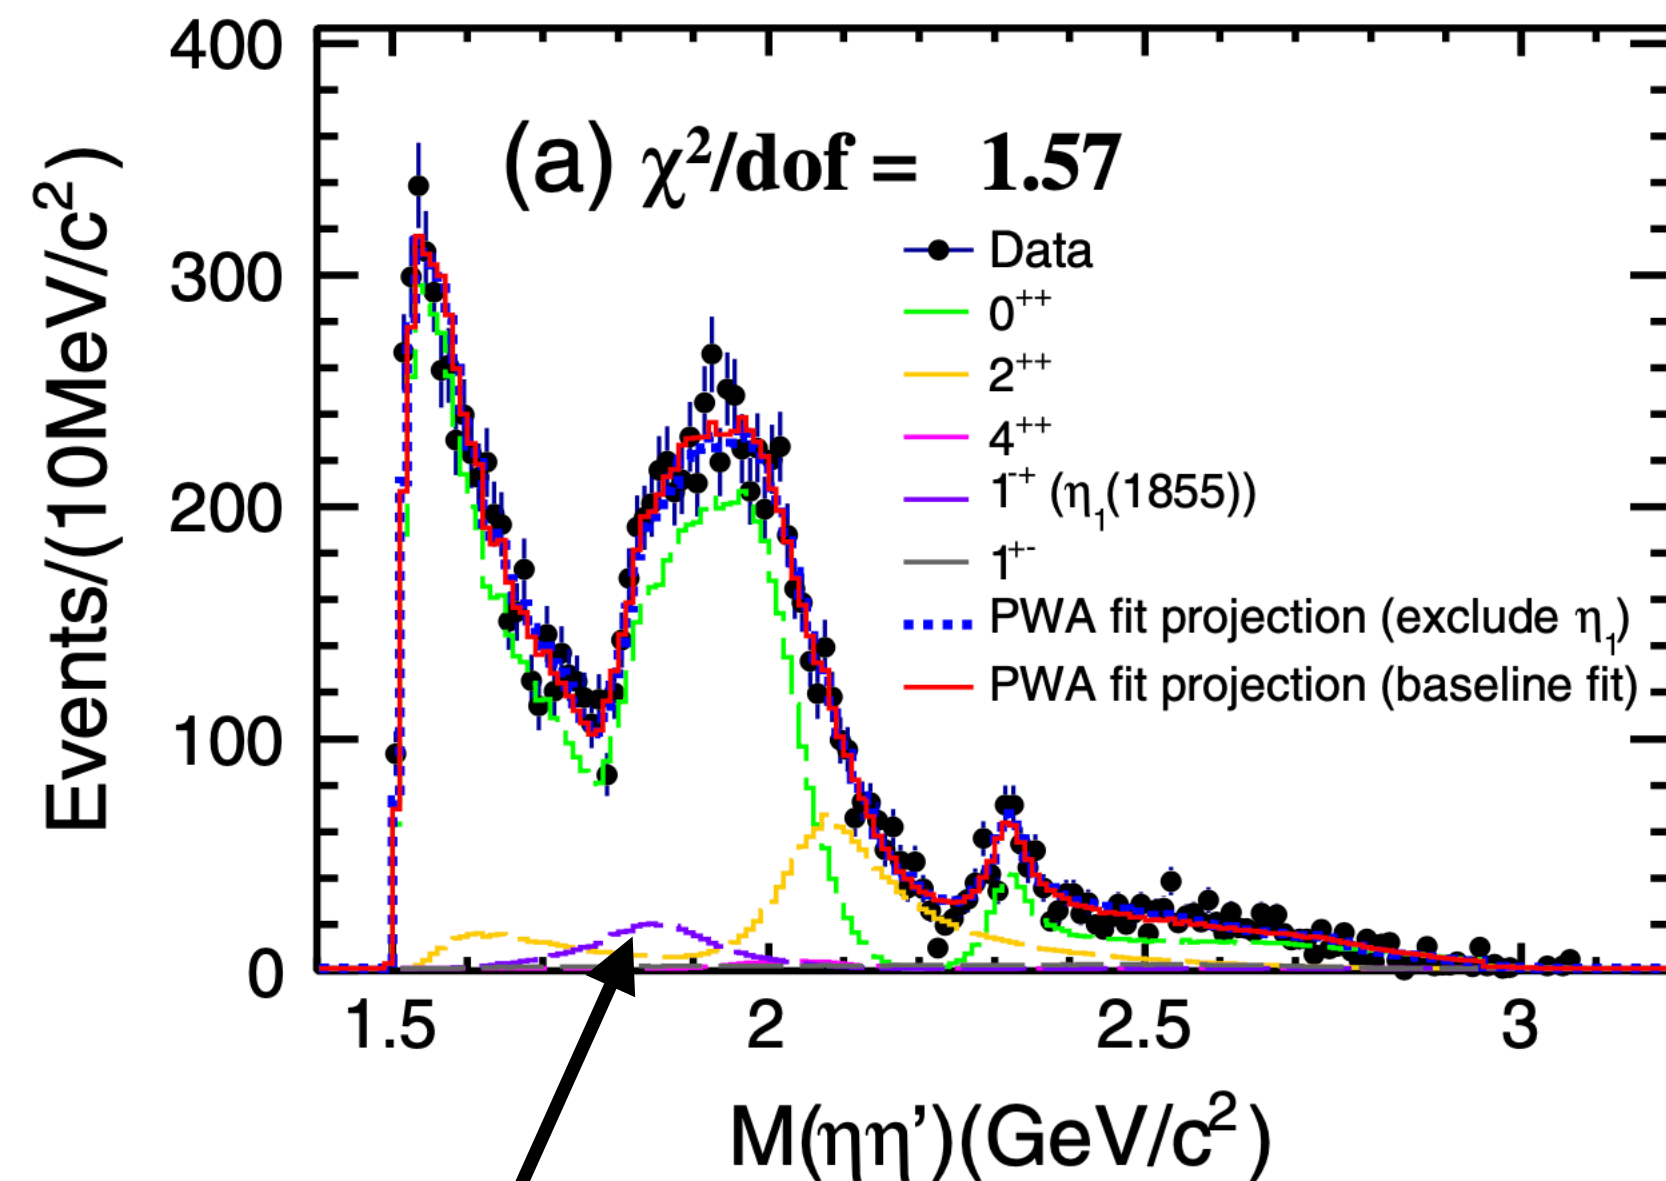 400
300
200
100
0
Events/(10MeV/c²)
(a) χ²/dof = 1.57
Data
0⁺⁺
2⁺⁺
4⁺⁺
1⁻⁺ (η₁(1855))
1⁺⁻
PWA fit projection (exclude η₁)
PWA fit projection (baseline fit)
1.5 2 2.5 3
M(ηη’)(GeV/c²)